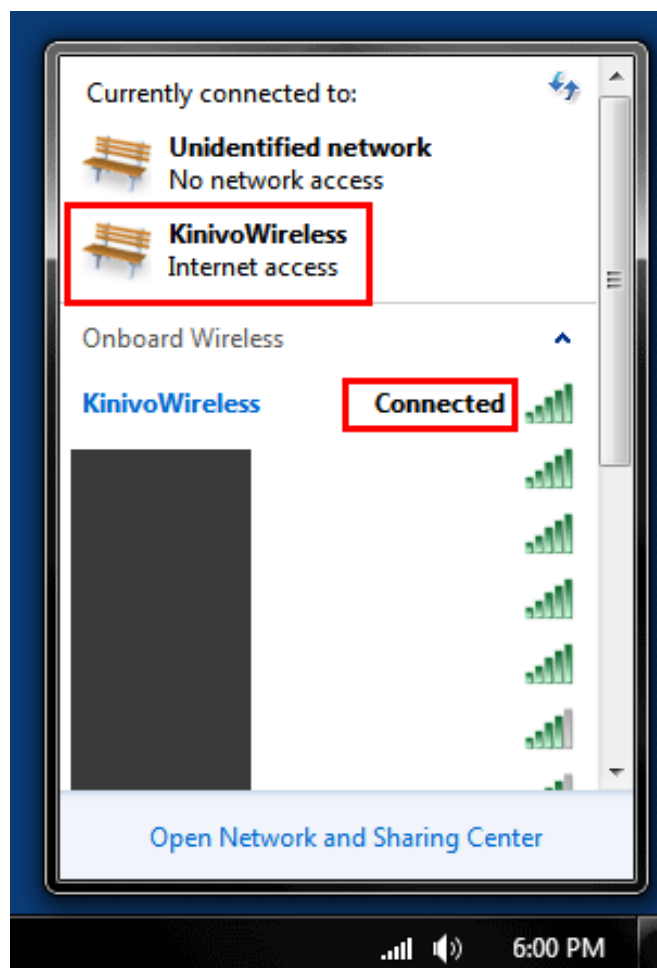 Currently connected to:
Unidentified network
No network access
KinivoWireless
Internet access
Onboard Wireless
KinivoWireless Connected
Open Network and Sharing Center
6:00 PM